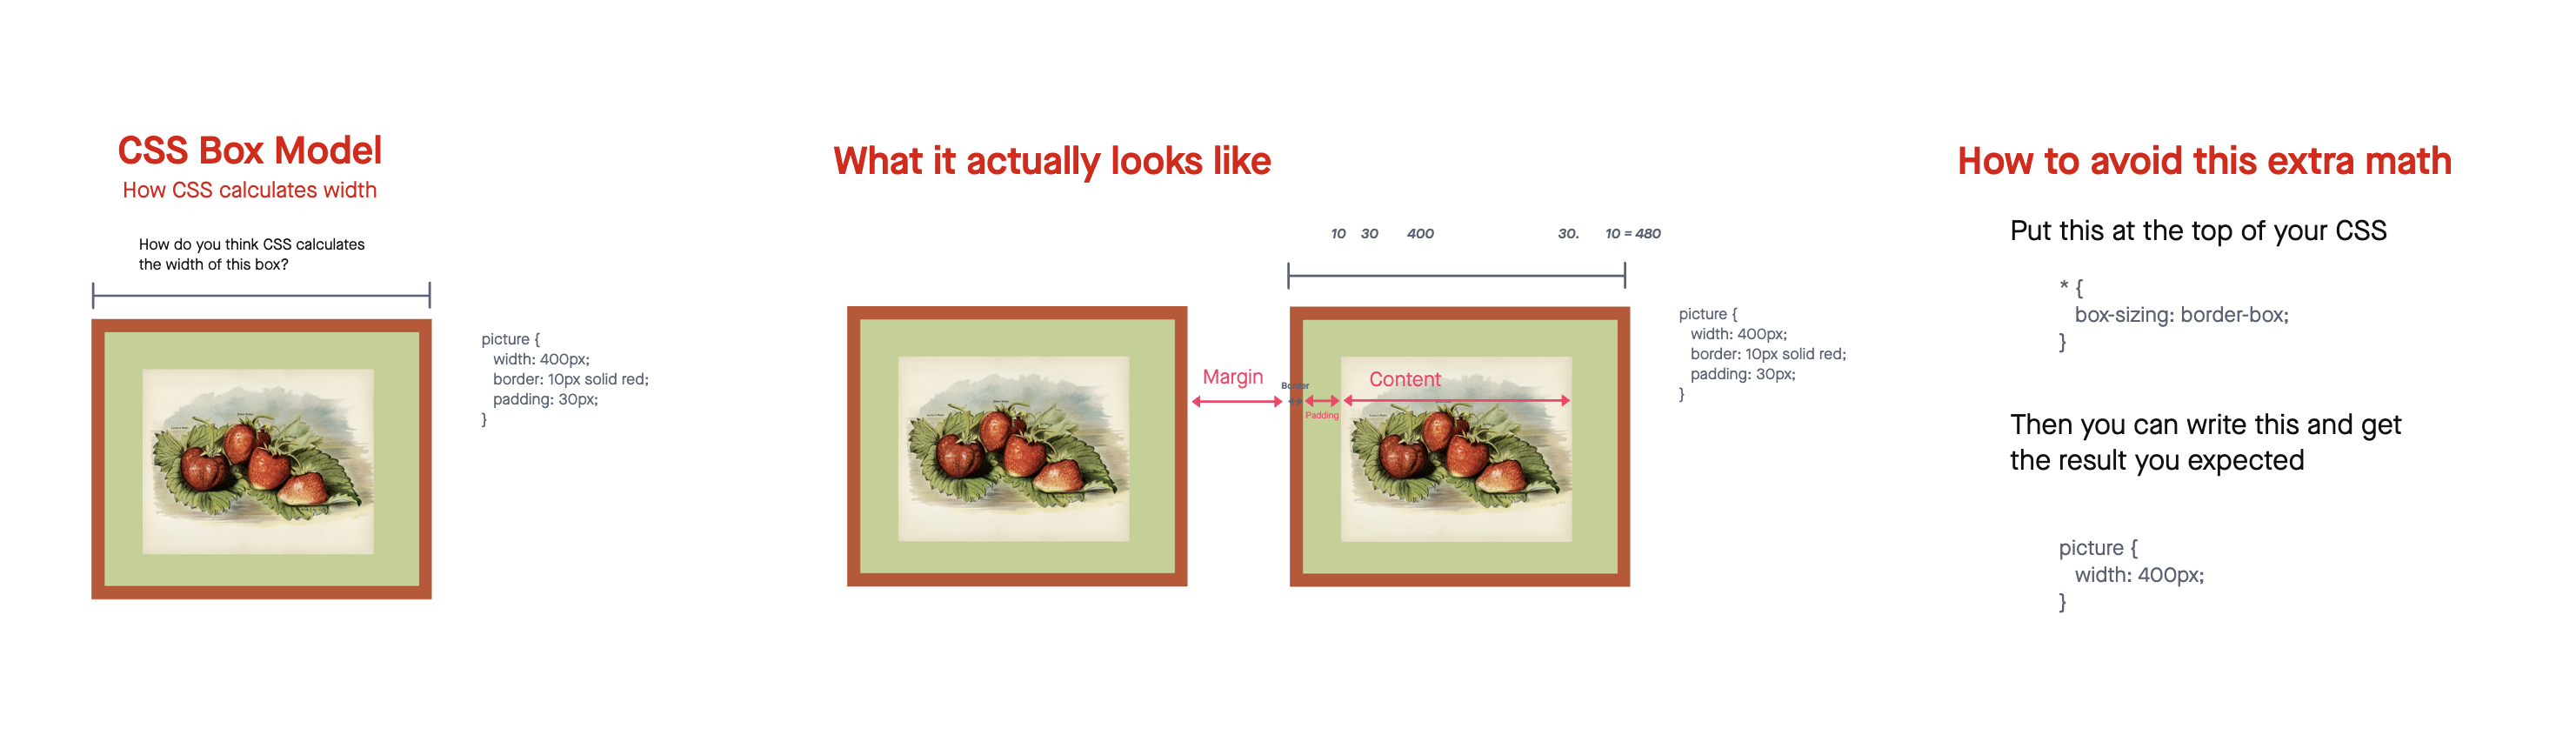 CSS Box Model
How CSS calculates width
How do you think CSS calculates
the width of this box?
picture {
width: 400px;
border: 10px solid red;
padding: 30px;
}
What it actually looks like
10 30 400 30. 10 = 480
Margin
Border
Padding
Content
picture {
width: 400px;
border: 10px solid red;
padding: 30px;
}
How to avoid this extra math
Put this at the top of your CSS
* {
box-sizing: border-box;
}
Then you can write this and get
the result you expected
picture {
width: 400px;
}